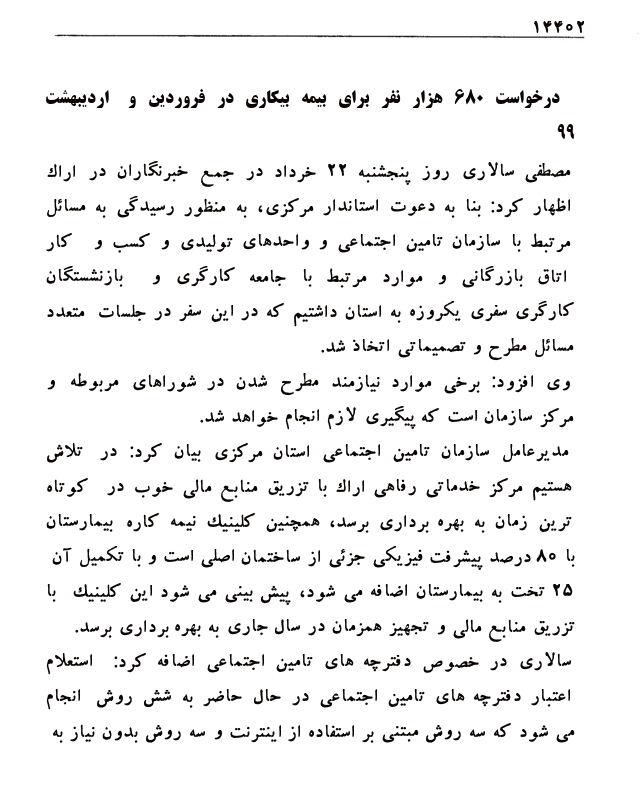 ۱۴۴۰۲
درخواست ۶۸۰ هزار نفر برای بیمه بیکاری در فروردین و اردیبهشت
۹۹
مصطفی سالاری روز پنجشنبه ۲۲ خرداد در جمع خبرنگاران در اراك
اظهار کرد: بنا به دعوت استاندار مرکزی، به منظور رسیدگی به مسائل
مرتبط با سازمان تامین اجتماعی و واحدهای تولیدی و کسب و کار
اتاق بازرگانی و موارد مرتبط با جامعه کارگری و بازنشستگان
کارگری سفری یکروزه به استان داشتیم که در این سفر در جلسات متعدد
مسائل مطرح و تصمیماتی اتخاذ شد.
وی افزود: برخی موارد نیازمند مطرح شدن در شوراهای مربوطه و
مرکز سازمان است که پیگیری لازم انجام خواهد شد.
مدیرعامل سازمان تامین اجتماعی استان مرکزی بیان کرد: در تلاش
هستیم مرکز خدماتی رفاهی اراك با تزریق منابع مالی خوب در کوتاه
ترین زمان به بهره برداری برسد، همچنین کلینیك نیمه کاره بیمارستان
با ۸۰ درصد پیشرفت فیزیکی جزئی از ساختمان اصلی است و با تکمیل آن
۲۵ تخت به بیمارستان اضافه می شود، پیش بینی می شود این کلینیك با
تزریق منابع مالی و تجهیز همزمان در سال جاری به بهره برداری برسد.
سالاری در خصوص دفترچه های تامین اجتماعی اضافه کرد: استعلام
اعتبار دفترچه های تامین اجتماعی در حال حاضر به شش روش انجام
می شود که سه روش مبتنی بر استفاده از اینترنت و سه روش بدون نیاز به